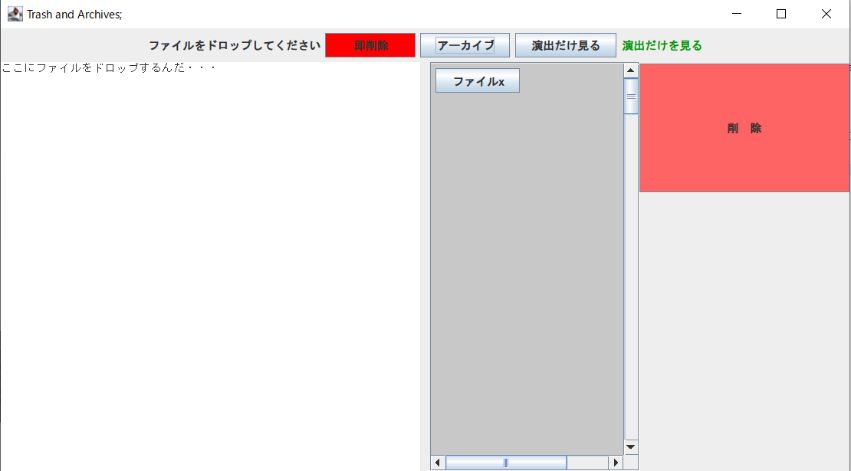 Trash and Archives;
ファイルをドロップしてください 即削除 アーカイブ 演出だけ見る 演出だけを見る
ここにファイルをドロップするんだ・・・
ファイルx
削　除